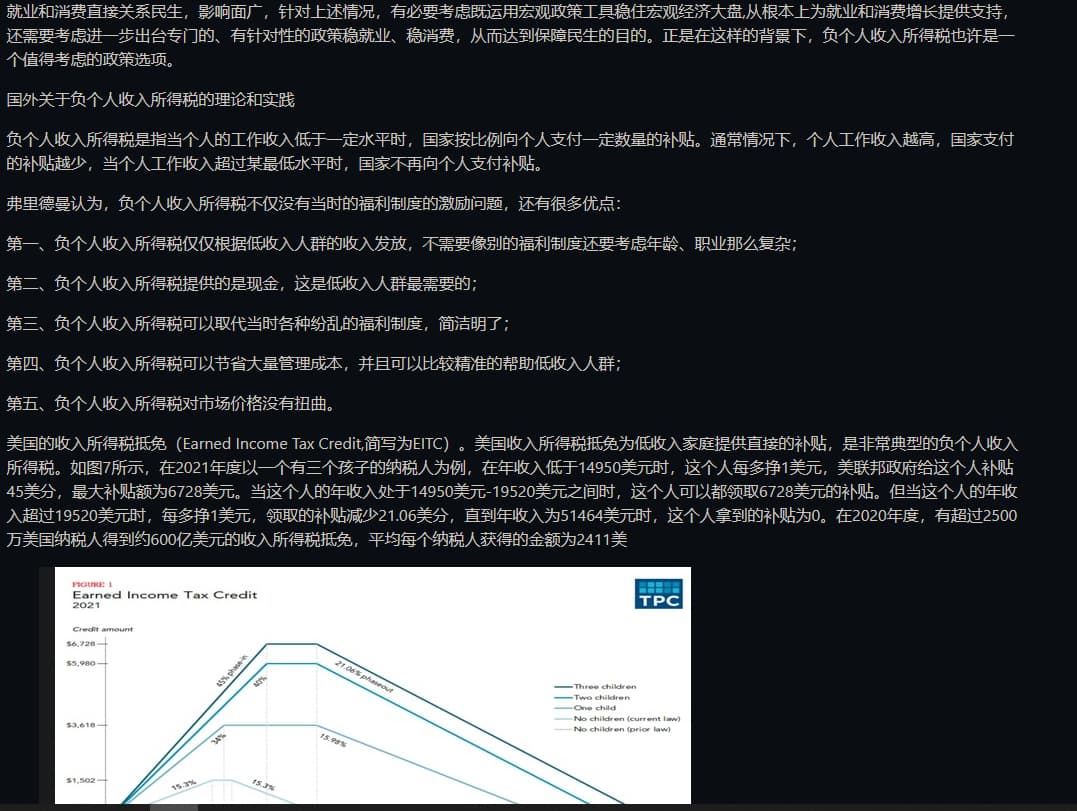 就业和消费直接关系民生，影响面广，针对上述情况，有必要考虑既运用宏观政策工具稳住宏观经济大盘,从根本上为就业和消费增长提供支持，
还需要考虑进一步出台专门的、有针对性的政策稳就业、稳消费，从而达到保障民生的目的。正是在这样的背景下，负个人收入所得税也许是一
个值得考虑的政策选项。
国外关于负个人收入所得税的理论和实践
负个人收入所得税是指当个人的工作收入低于一定水平时，国家按比例向个人支付一定数量的补贴。通常情况下，个人工作收入越高，国家支付
的补贴越少，当个人工作收入超过某最低水平时，国家不再向个人支付补贴。
弗里德曼认为，负个人收入所得税不仅没有当时的福利制度的激励问题，还有很多优点：
第一、负个人收入所得税仅仅根据低收入人群的收入发放，不需要像别的福利制度还要考虑年龄、职业那么复杂；
第二、负个人收入所得税提供的是现金，这是低收入人群最需要的；
第三、负个人收入所得税可以取代当时各种纷乱的福利制度，简洁明了；
第四、负个人收入所得税可以节省大量管理成本，并且可以比较精准的帮助低收入人群；
第五、负个人收入所得税对市场价格没有扭曲。
美国的收入所得税抵免（Earned Income Tax Credit,简写为EITC）。美国收入所得税抵免为低收入家庭提供直接的补贴，是非常典型的负个人收入
所得税。如图7所示，在2021年度以一个有三个孩子的纳税人为例，在年收入低于14950美元时，这个人每多挣1美元，美联邦政府给这个人补贴
45美分，最大补贴额为6728美元。当这个人的年收入处于14950美元-19520美元之间时，这个人可以都领取6728美元的补贴。但当这个人的年收
入超过19520美元时，每多挣1美元，领取的补贴减少21.06美分，直到年收入为51464美元时，这个人拿到的补贴为0。在2020年度，有超过2500
万美国纳税人得到约600亿美元的收入所得税抵免，平均每个纳税人获得的金额为2411美
FIGURE 1
Earned Income Tax Credit
2021
TPC
Credit amount
$6,728
$5,980
$3,618
$1,502
45% phase-in
40%
34%
15.3%
21.06% phaseout
15.98%
15.3%
Three children
Two children
One child
No children (current law)
No children (prior law)